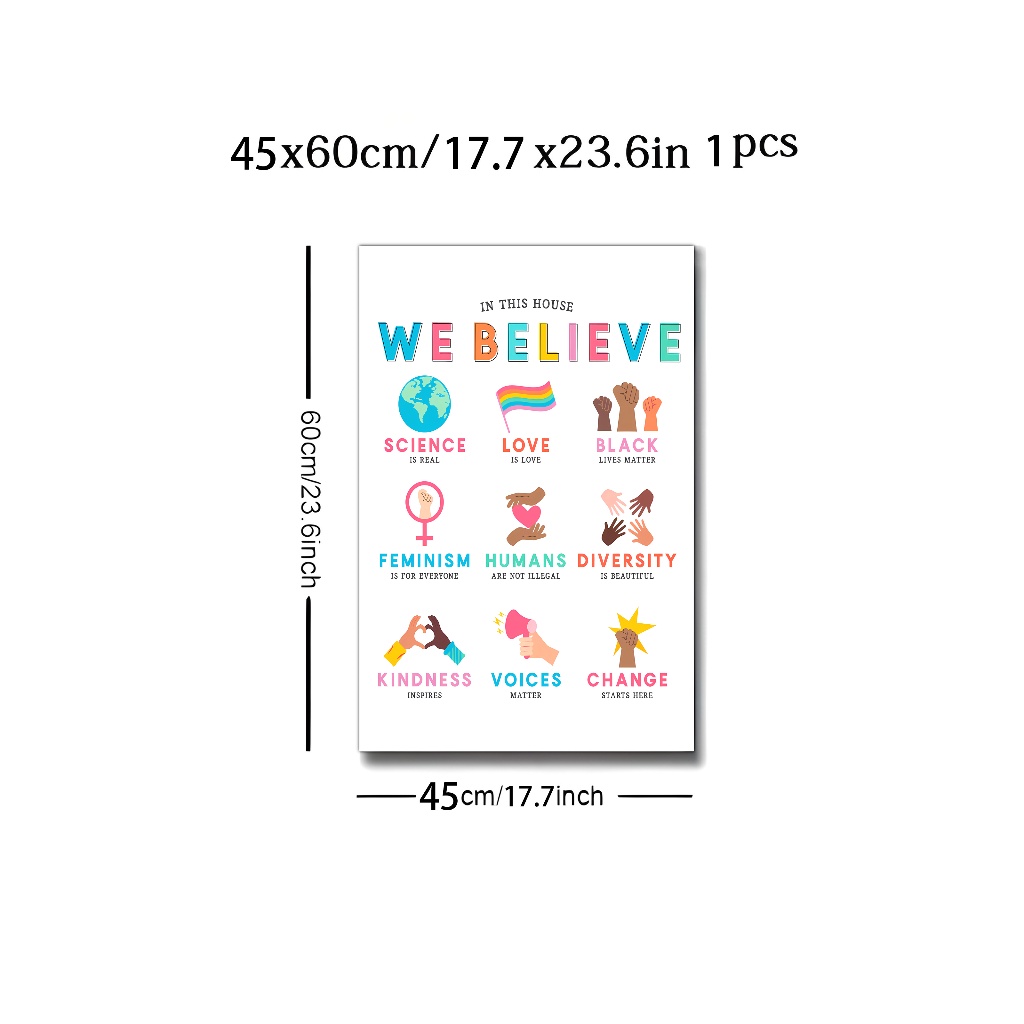 45x60cm/17.7 x23.6in 1pcs
IN THIS HOUSE
WE BELIEVE
SCIENCE
IS REAL
LOVE
IS LOVE
BLACK
LIVES MATTER
FEMINISM
IS FOR EVERYONE
HUMANS
ARE NOT ILLEGAL
DIVERSITY
IS BEAUTIFUL
KINDNESS
INSPIRES
VOICES
MATTER
CHANGE
STARTS HERE
60cm/23.6inch
45cm/17.7inch